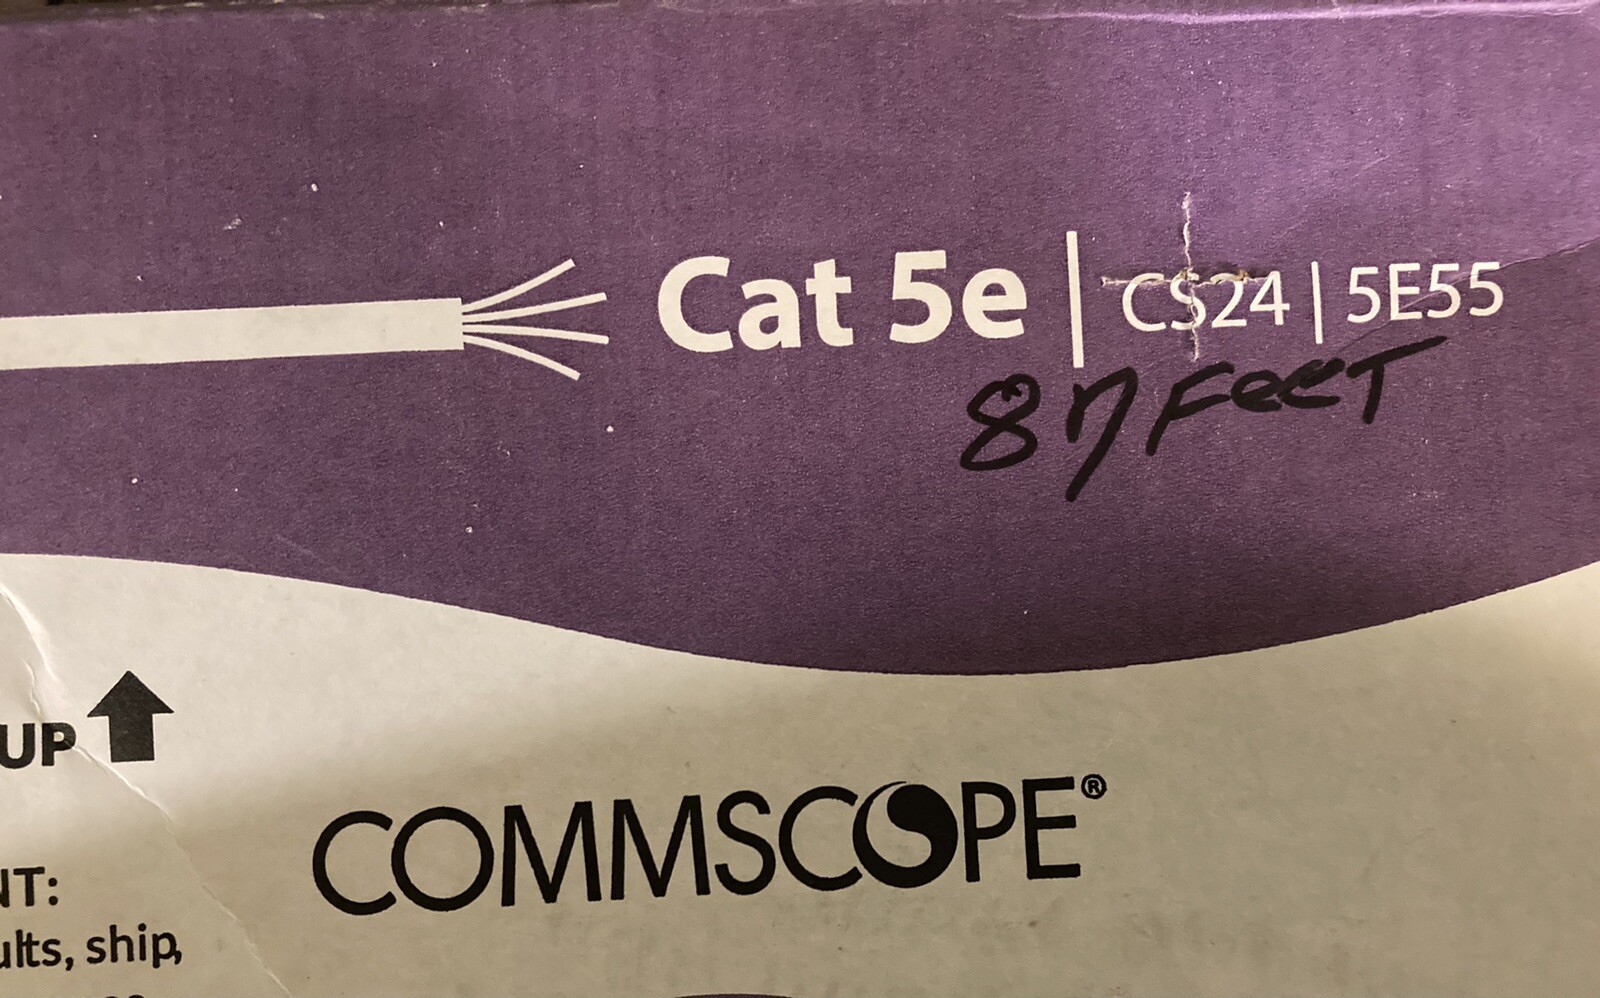 Cat 5e | CS24 | 5E55
87 FeeT
UP
COMMSCOPE®
NT:
ults, ship,